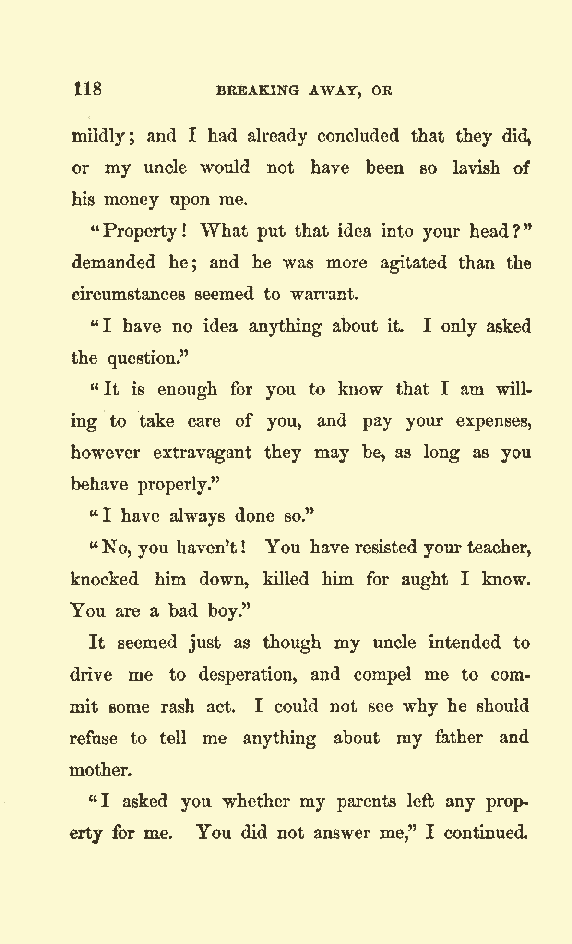 118 BREAKING AWAY, OR
mildly; and I had already concluded that they did,
or my uncle would not have been so lavish of
his money upon me.
“Property! What put that idea into your head?”
demanded he; and he was more agitated than the
circumstances seemed to warrant.
“I have no idea anything about it. I only asked
the question.”
“It is enough for you to know that I am will-
ing to take care of you, and pay your expenses,
however extravagant they may be, as long as you
behave properly.”
“I have always done so.”
“No, you haven’t! You have resisted your teacher,
knocked him down, killed him for aught I know.
You are a bad boy.”
It seemed just as though my uncle intended to
drive me to desperation, and compel me to com-
mit some rash act. I could not see why he should
refuse to tell me anything about my father and
mother.
“I asked you whether my parents left any prop-
erty for me. You did not answer me,” I continued.